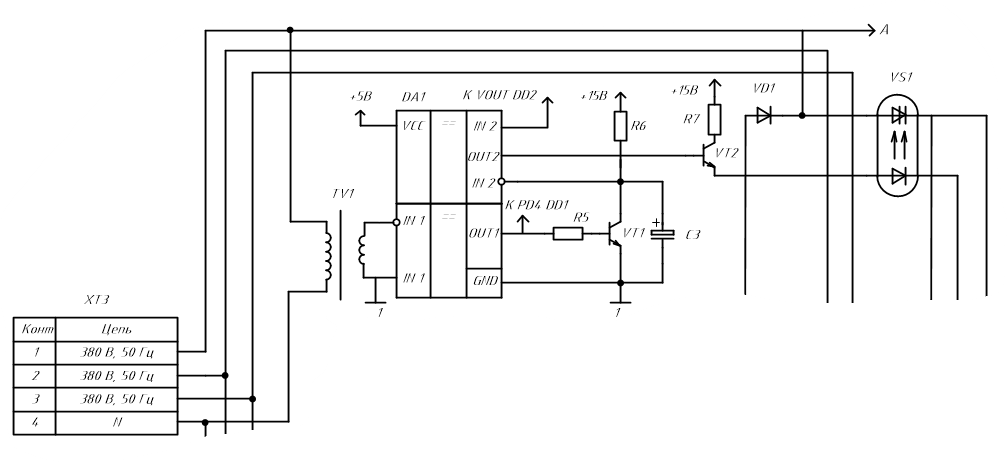 A
К VOUT DD2
+15В
+15В
VD1
VS1
+5В
DA1
VCC
==
IN 2
R6
R7
OUT2
VT2
IN 2
TV1
IN 1
==
К PD4 DD1
R5
OUT1
VT1
+
C3
IN 1
GND
1
1
XT3
Конт
Цепь
1
380 В, 50 Гц
2
380 В, 50 Гц
3
380 В, 50 Гц
4
N